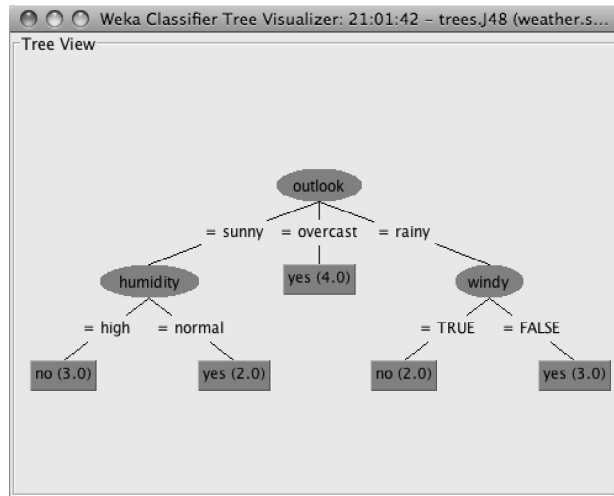 Weka Classifier Tree Visualizer: 21:01:42 – trees.J48 (weather.s...
Tree View
outlook
= sunny = overcast = rainy
humidity yes (4.0) windy
= high = normal = TRUE = FALSE
no (3.0) yes (2.0) no (2.0) yes (3.0)